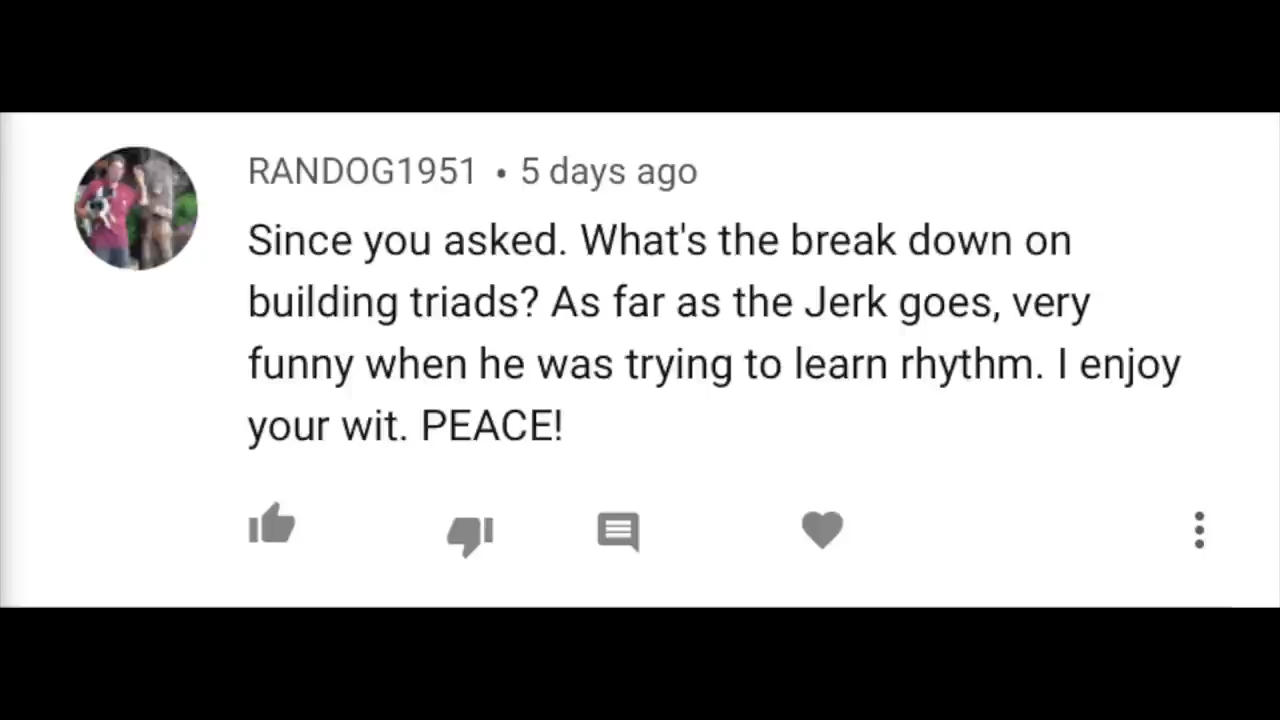 RANDOG1951 • 5 days ago
Since you asked. What's the break down on
building triads? As far as the Jerk goes, very
funny when he was trying to learn rhythm. I enjoy
your wit. PEACE!